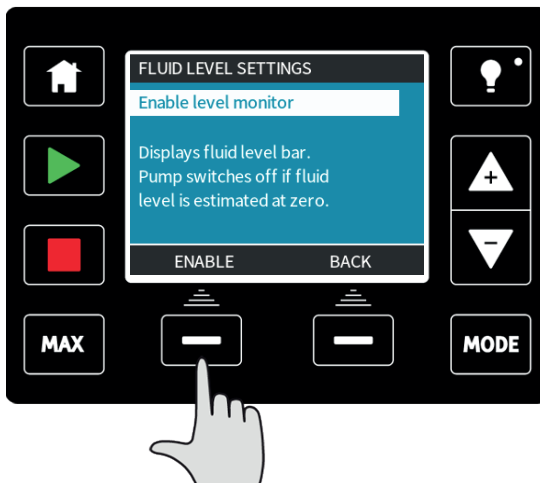 FLUID LEVEL SETTINGS
Enable level monitor
Displays fluid level bar.
Pump switches off if fluid
level is estimated at zero.
ENABLE BACK
MAX
MODE